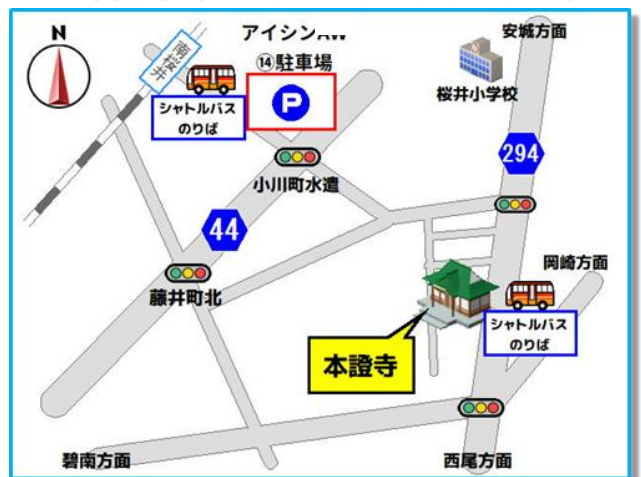 N
南桜井
アイシンAW
⑭駐車場
P
シャトルバス
のりば
安城方面
桜井小学校
294
小川町水遣
44
藤井町北
岡崎方面
シャトルバス
のりば
本證寺
碧南方面
西尾方面